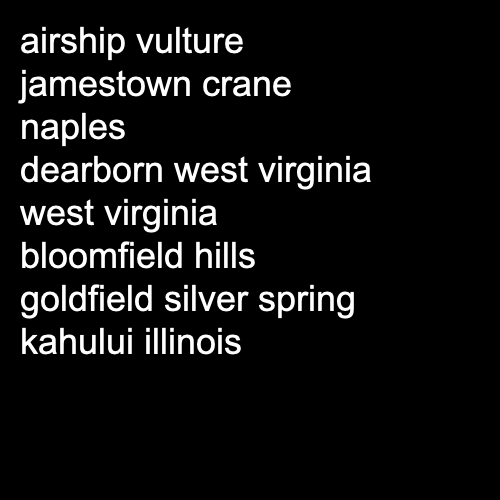 airship vulture
jamestown crane
naples
dearborn west virginia
west virginia
bloomfield hills
goldfield silver spring
kahului illinois